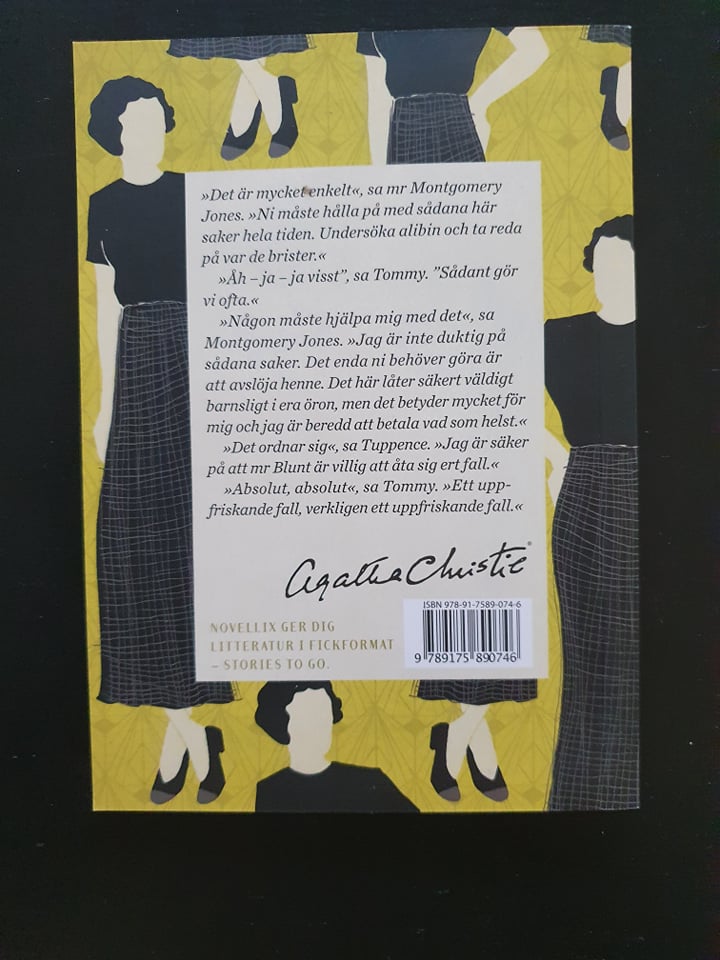 »Det är mycket enkelt«, sa mr Montgomery
Jones. »Ni måste hålla på med sådana här
saker hela tiden. Undersöka alibin och ta reda
på var de brister.«
»Åh – ja – ja visst”, sa Tommy. ”Sådant gör
vi ofta.«
»Någon måste hjälpa mig med det«, sa
Montgomery Jones. »Jag är inte duktig på
sådana saker. Det enda ni behöver göra är
att avslöja henne. Det här låter säkert väldigt
barnsligt i era öron, men det betyder mycket för
mig och jag är beredd att betala vad som helst.«
»Det ordnar sig«, sa Tuppence. »Jag är säker
på att mr Blunt är villig att åta sig ert fall.«
»Absolut, absolut«, sa Tommy. »Ett upp-
friskande fall, verkligen ett uppfriskande fall.«
Agatha Christie®
ISBN 978-91-7589-074-6
9 789175 890746
NOVELLIX GER DIG
LITTERATUR I FICKFORMAT
– STORIES TO GO.